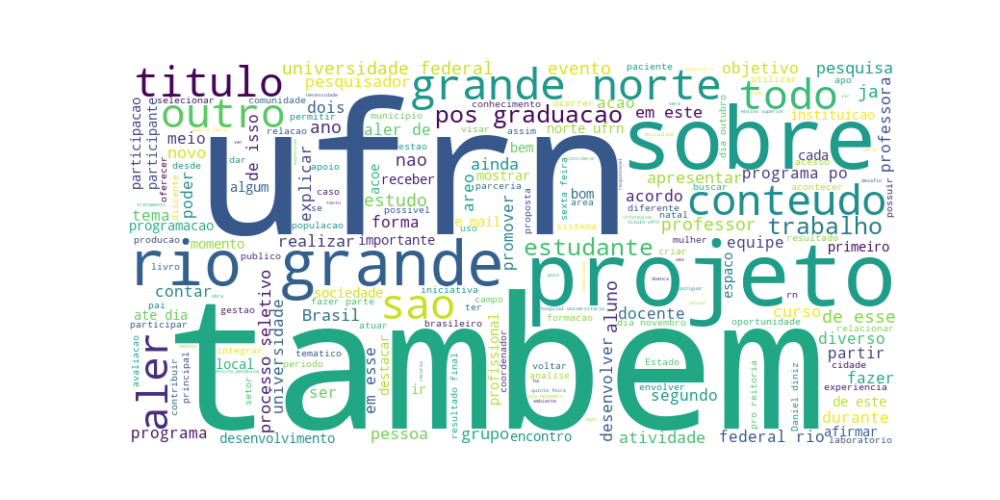 titulo
universidade federal
evento
objetivo
pesquisa
pesquisador
grande norte
todo
ja
outro
ufrn
sobre
dois
pos graduacao
em este
instituicao
professora
participacao
participante
selecionar
comunidade
permitir
municipio
conhecimento
ocorrer
acao
utilizar
paciente
apo
vir
ensino superior
relacao
ano
aler de
visar
assim
norte ufrn
diferente
dia outubro
meio
de isso
nao
estao
ainda
bem
cada
acesso
novo
desde
dar
apoio
acoe
receber
mostrar
parceria
apresentar
programa po
buscar
acontecer
possuir
desafio
oferecer
discente
poder
algum
explicar
caso
tanto
estudo
areo
bom
area
sexta feira
acordo
conteudo
tema
se
possivel
forma
e mail
uso
proposta
promover
sistema
natal
professor
trabalho
programacao
populacao
producao
momento
realizar
importante
estudante
mulher
equipe
resultado
primeiro
criar
publico
livro
rio grande
projeto
contar
sociedade
iniciativa
espaco
rn
pai
fazer parte
sao
campo
ter
hospital universitario
aluno
docente
oportunidade
curso
de esse
ate dia
gestao
processo seletivo
universidade
Brasil
atuar
brasileiro
formacao
dia novembro
diverso
relacionar
participar
tambem
aler
avaliacao
contribuir
principal
integrar
local
setor
tematico
periodo
ser
em esse
destacar
ir
resultado final
profissional
coordenador
voltar
analise
ha
quinta feira
ambiente
desenvolver
Estado
envolver
segundo
pro reitoria
Daniel diniz
partir
cidade
fazer
experiencia
de este
durante
programa
desenvolvimento
pessoa
grupo
encontro
atividade
federal rio
afirmar
laboratorio